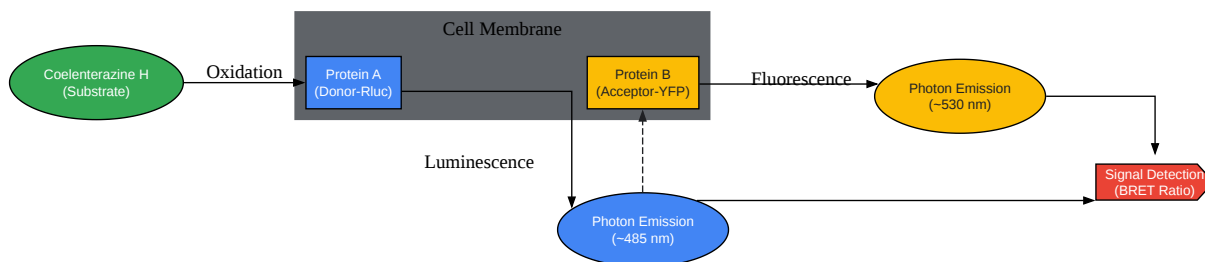 Cell Membrane
Coelenterazine H
(Substrate)
Oxidation
Protein A
(Donor-Rluc)
Protein B
(Acceptor-YFP)
Fluorescence
Photon Emission
(~530 nm)
Luminescence
Signal Detection
(BRET Ratio)
Photon Emission
(~485 nm)